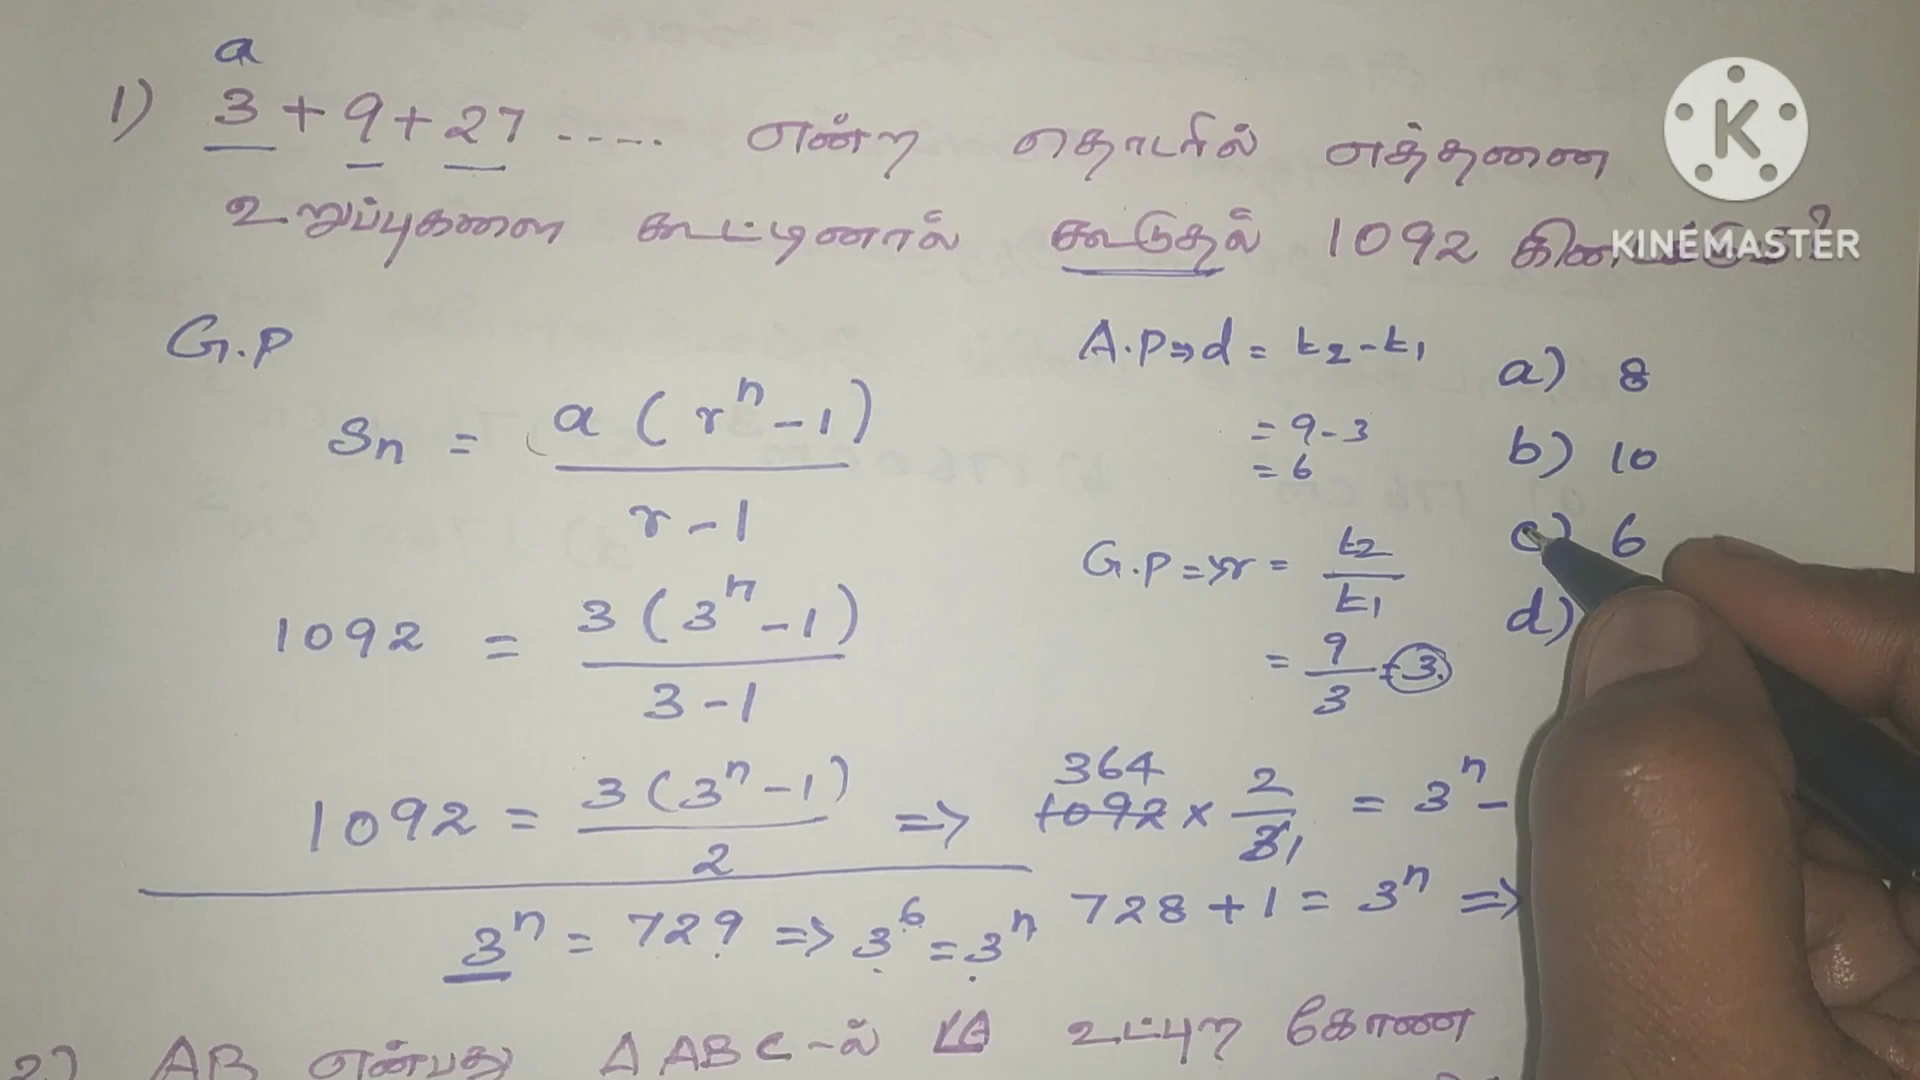 a
1) 3 + 9 + 27 ..... என்ற தொடரில் எத்தனை
உறுப்புகளை கூட்டினால் கூடுதல் 1092
KINEMASTER
G.P
Sn = a ( rⁿ - 1 ) / r - 1
1092 = 3 ( 3ⁿ - 1 ) / 3 - 1
1092 = 3 ( 3ⁿ - 1 ) / 2 =>
A.P => d = t₂ - t₁
= 9 - 3
= 6
G.P => r = t₂ / t₁
= 9 / 3 = 3
a) 8
b) 10
c) 6
d)
364
1092 × 2 / 3 1 = 3ⁿ -
728 + 1 = 3ⁿ =>
3ⁿ = 729 => 3⁶ = 3ⁿ
2) AB என்பது Δ ABC-ல் ∠A உட்புற கோண